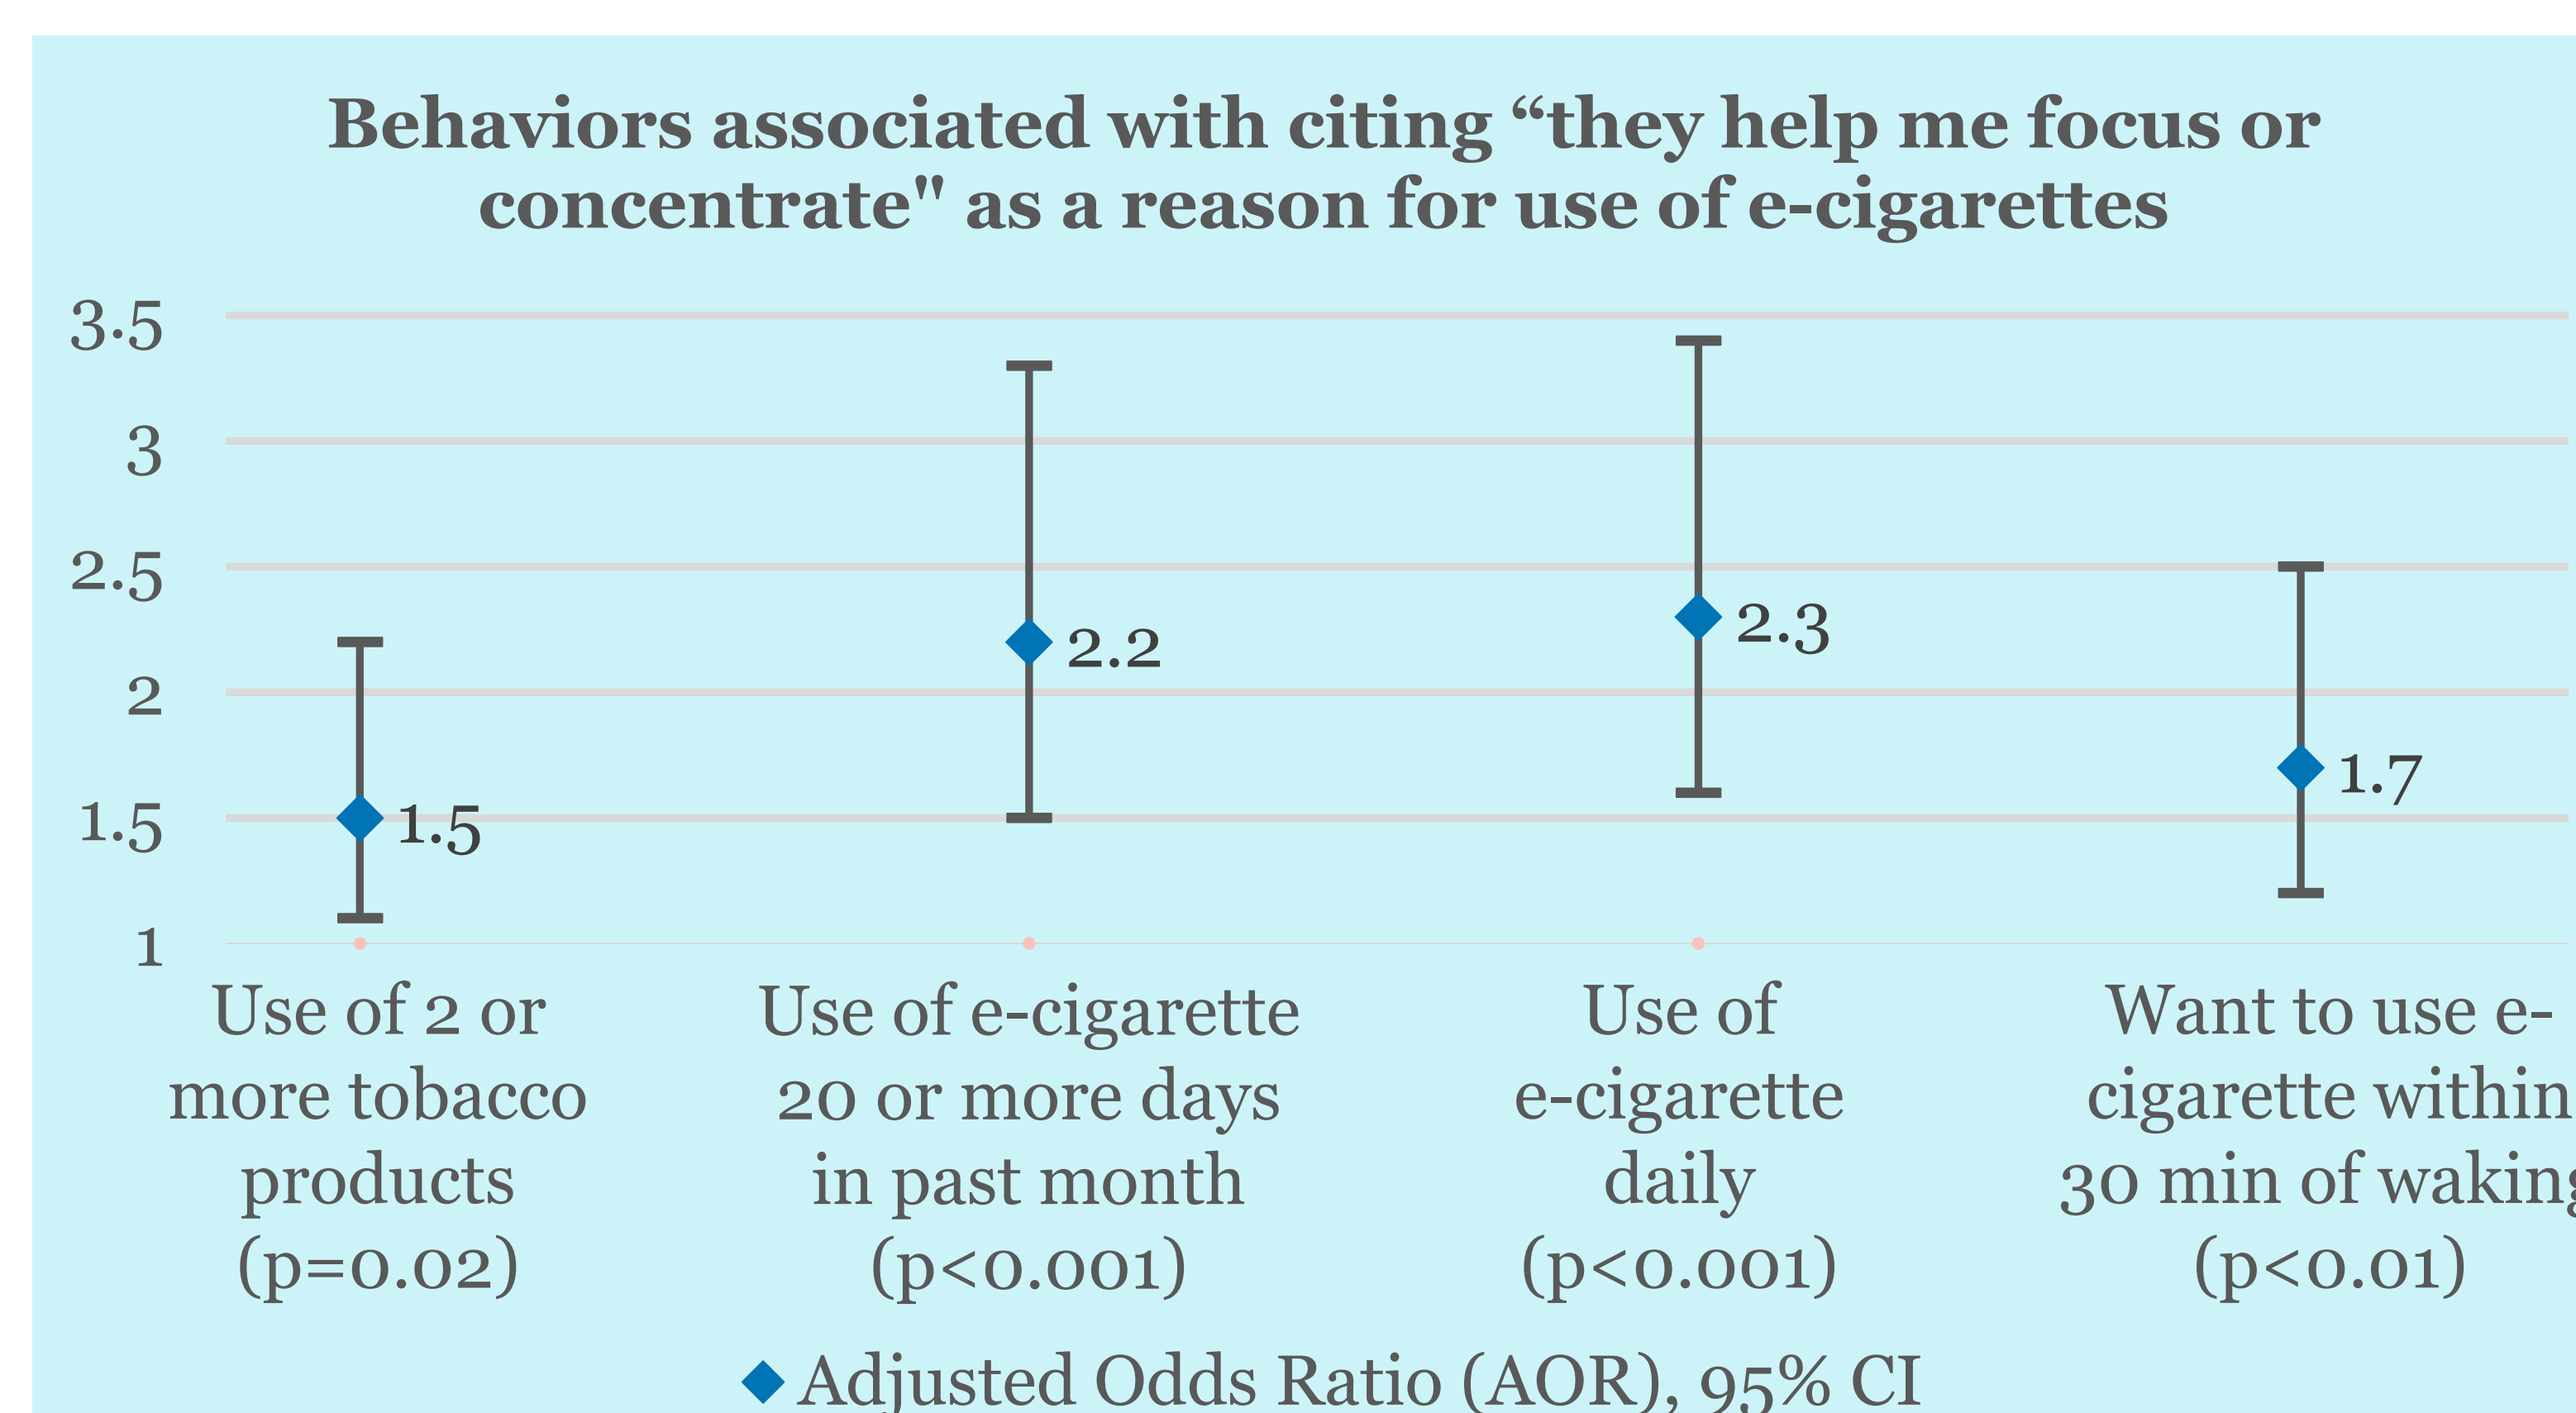 Behaviors associated with citing “they help me focus or
concentrate" as a reason for use of e-cigarettes
3.5
3
2.5
2
1.5
1
1.5
2.2
2.3
1.7
Use of 2 or
more tobacco
products
(p=0.02)
Use of e-cigarette
20 or more days
in past month
(p<0.001)
Use of
e-cigarette
daily
(p<0.001)
Want to use e-
cigarette within
30 min of waking
(p<0.01)
Adjusted Odds Ratio (AOR), 95% CI